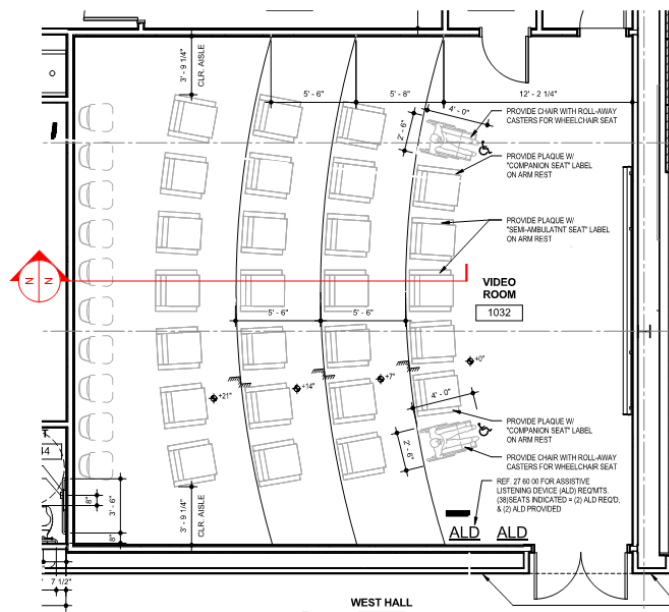 3' - 9 1/4"
CLR. AISLE
5' - 6"
5' - 8"
12' - 2 1/4"
4' - 0"
2' - 6"
PROVIDE CHAIR WITH ROLL-AWAY
CASTERS FOR WHEELCHAIR SEAT
PROVIDE PLAQUE W/
"COMPANION SEAT" LABEL
ON ARM REST
PROVIDE PLAQUE W/
"SEMI-AMBULATNT SEAT" LABEL
ON ARM REST
N
N
VIDEO
ROOM
1032
5' - 6"
5' - 6"
+0"
+7"
+14"
+21"
4' - 0"
PROVIDE PLAQUE W/
"COMPANION SEAT" LABEL
ON ARM REST
2' - 6"
PROVIDE CHAIR WITH ROLL-AWAY
CASTERS FOR WHEELCHAIR SEAT
44
REF. 27 60 00 FOR ASSISTIVE
LISTENING DEVICE (ALD) REQ'MTS.
(38)SEATS INDICATED = (2) ALD REQ'D,
& (2) ALD PROVIDED
8"
3' - 6"
8"
3' - 9 1/4"
CLR. AISLE
ALD ALD
7 1/2"
WEST HALL